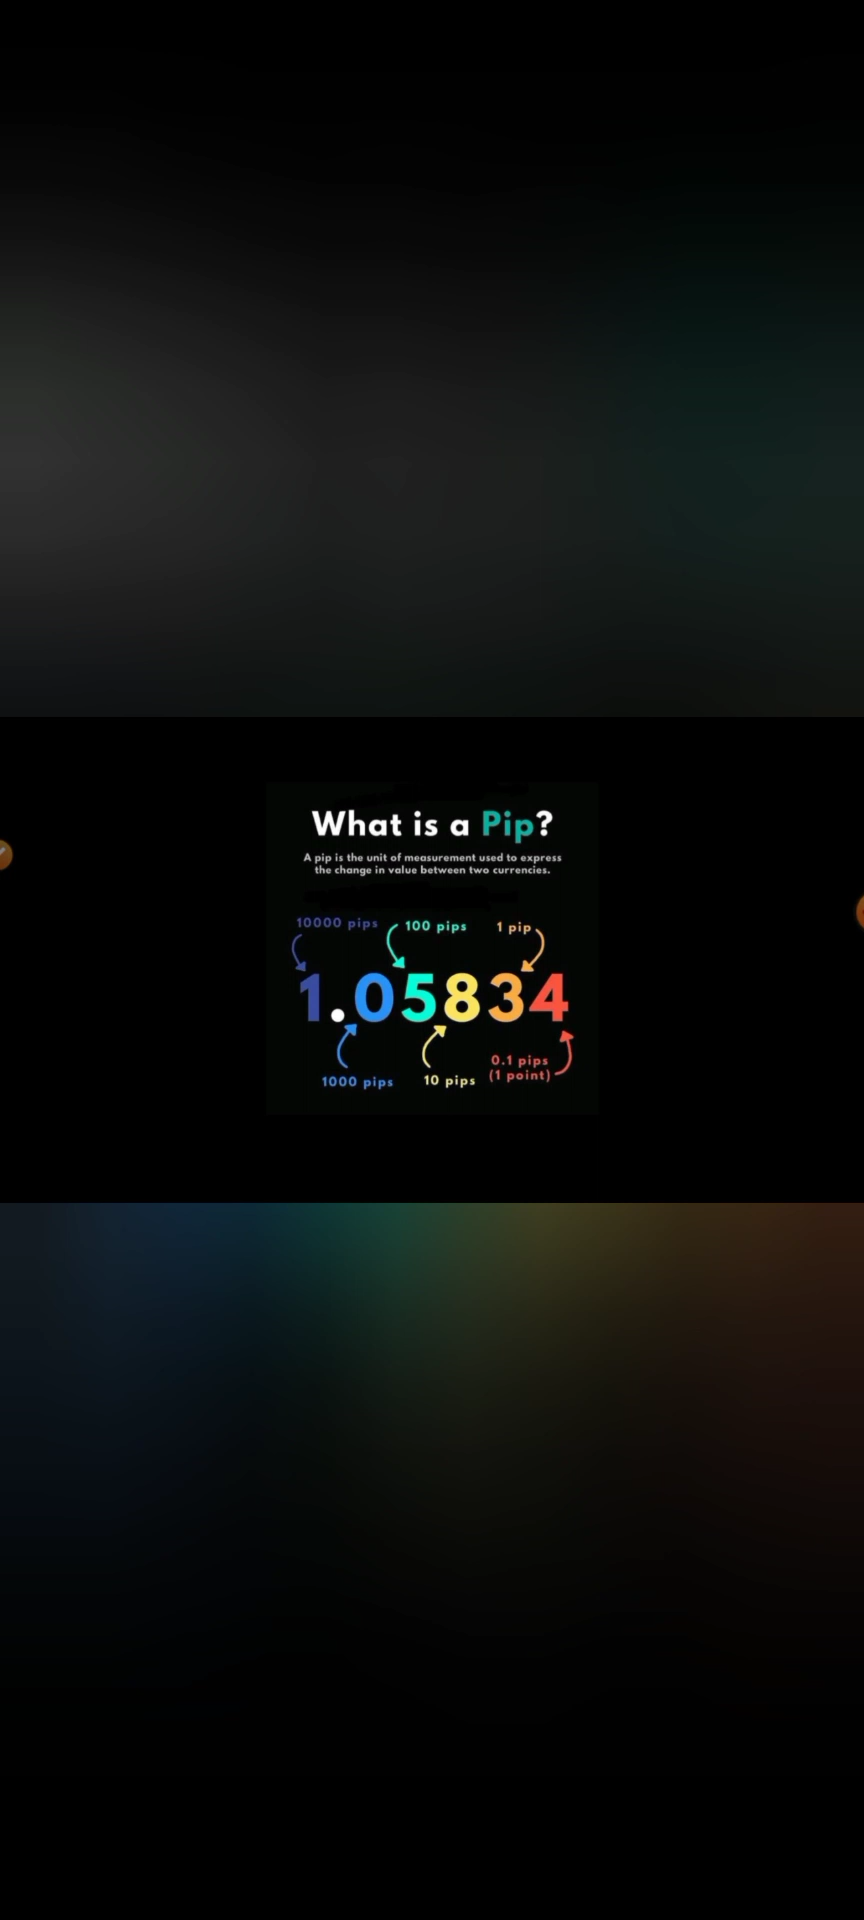 What is a Pip?
A pip is the unit of measurement used to express
the change in value between two currencies.
10000 pips 100 pips 1 pip
1.05834
1000 pips 10 pips 0.1 pips
(1 point)